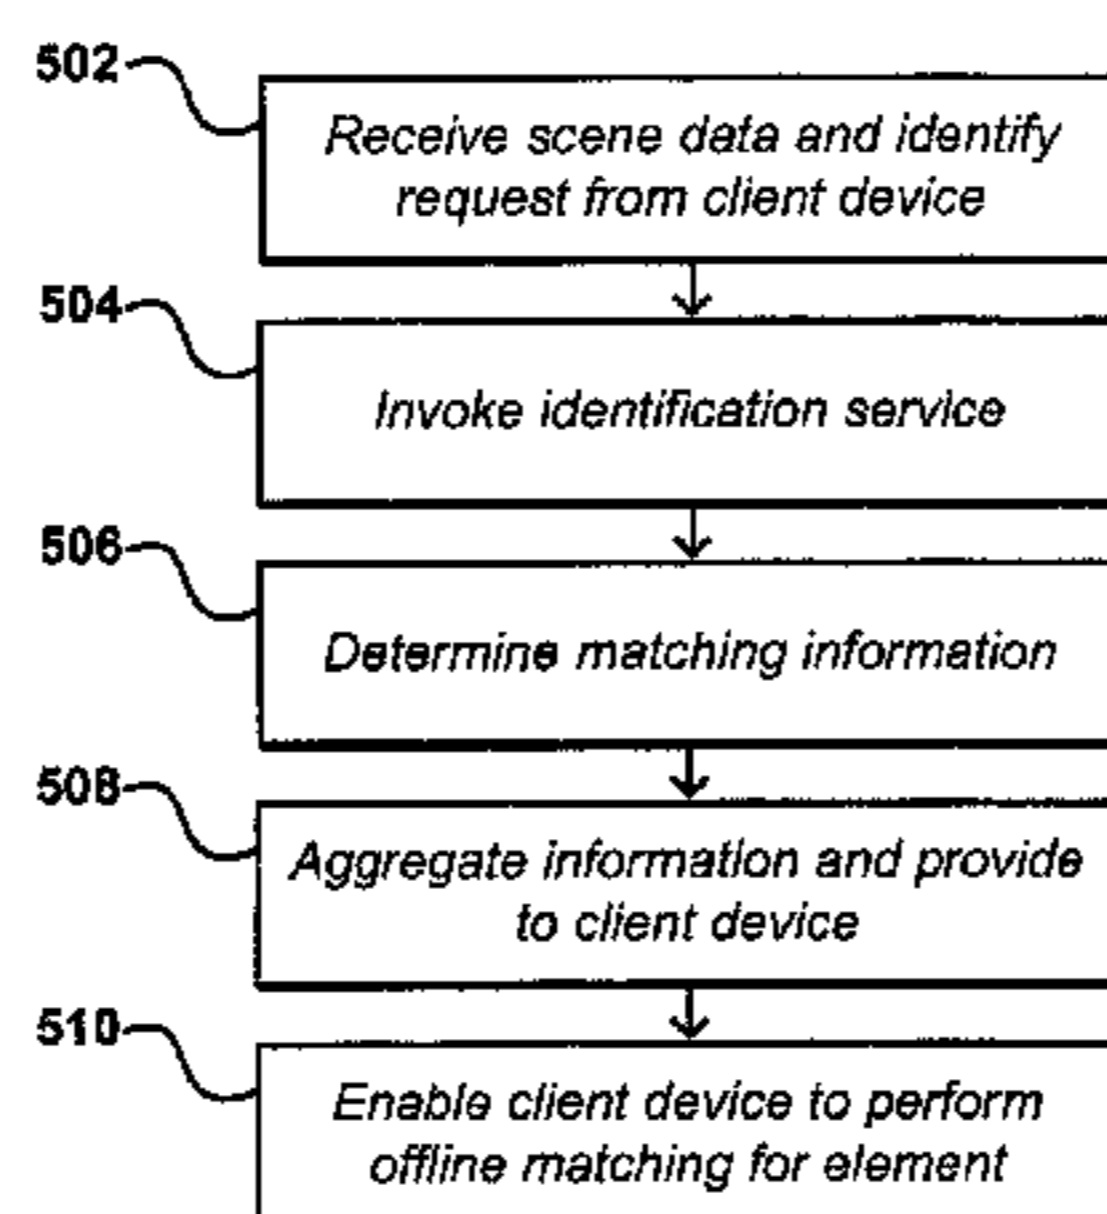 502
Receive scene data and identify
request from client device
504
Invoke identification service
506
Determine matching information
508
Aggregate information and provide
to client device
510
Enable client device to perform
offline matching for element